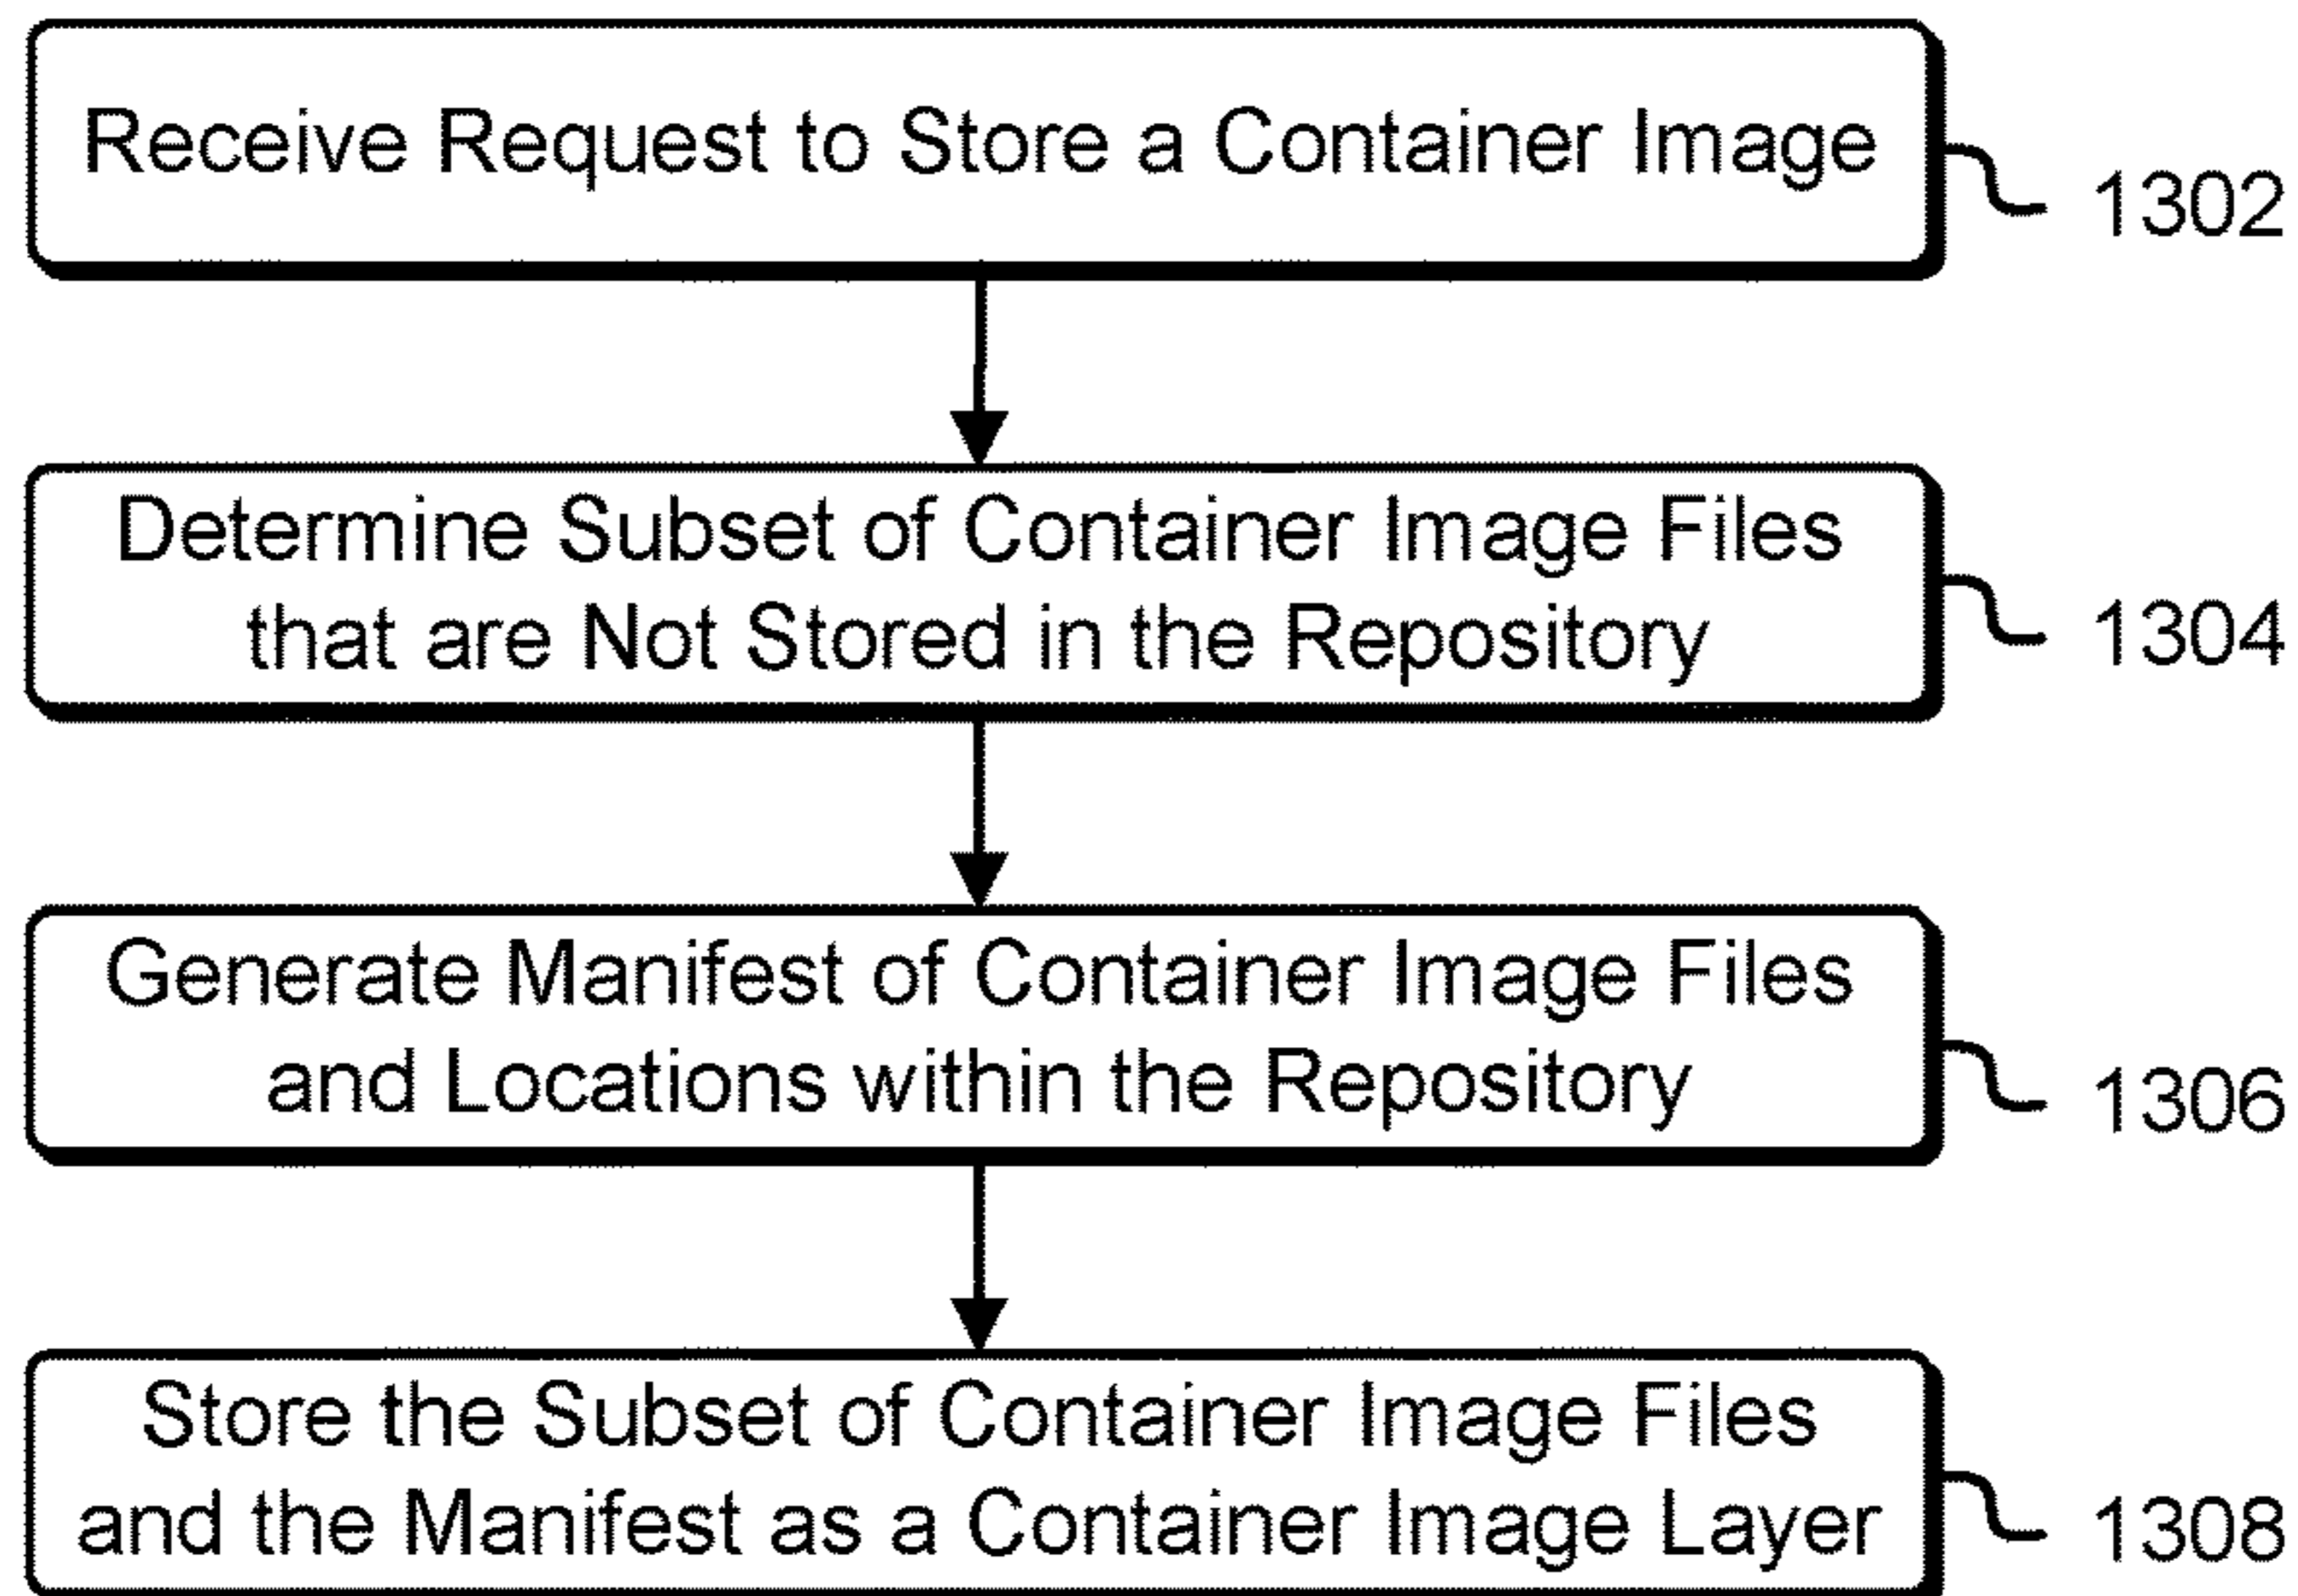 Receive Request to Store a Container Image
1302
Determine Subset of Container Image Files
that are Not Stored in the Repository
1304
Generate Manifest of Container Image Files
and Locations within the Repository
1306
Store the Subset of Container Image Files
and the Manifest as a Container Image Layer
1308